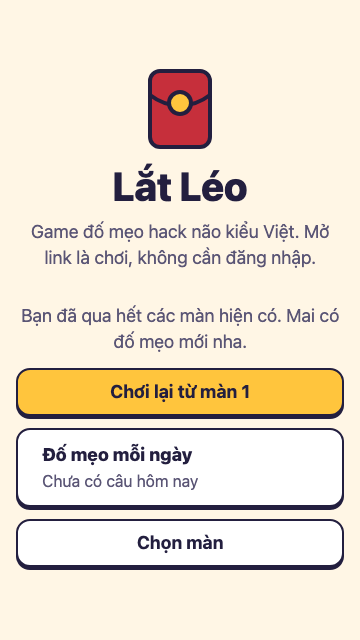 Lắt Léo
Game đố mẹo hack não kiểu Việt. Mở
link là chơi, không cần đăng nhập.
Bạn đã qua hết các màn hiện có. Mai có
đố mẹo mới nha.
Chơi lại từ màn 1
Đố mẹo mỗi ngày
Chưa có câu hôm nay
Chọn màn